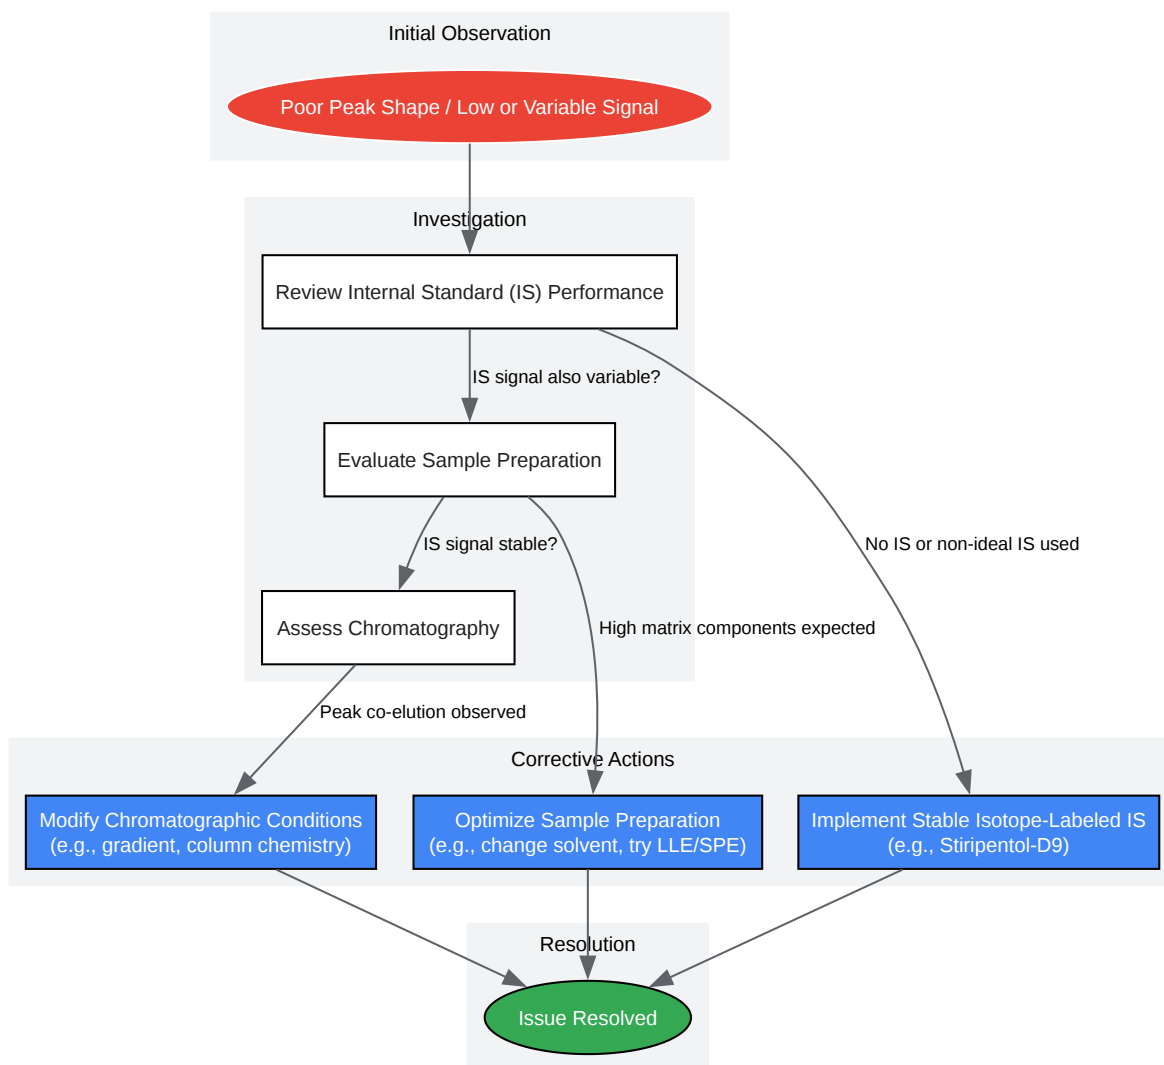 Initial Observation
Poor Peak Shape / Low or Variable Signal
Investigation
Review Internal Standard (IS) Performance
IS signal also variable?
Evaluate Sample Preparation
IS signal stable?
No IS or non-ideal IS used
Assess Chromatography
High matrix components expected
Peak co-elution observed
Corrective Actions
Modify Chromatographic Conditions
(e.g., gradient, column chemistry)
Optimize Sample Preparation
(e.g., change solvent, try LLE/SPE)
Implement Stable Isotope-Labeled IS
(e.g., Stiripentol-D9)
Resolution
Issue Resolved